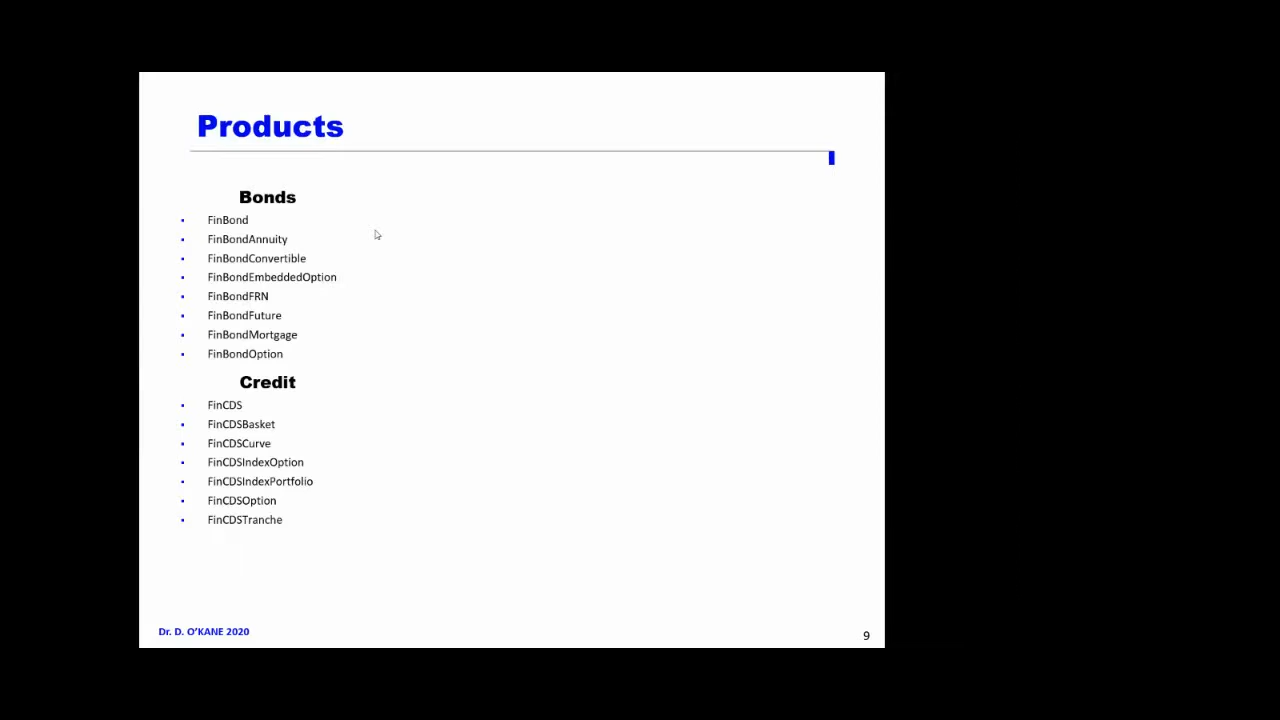 Products
Bonds
FinBond
FinBondAnnuity
FinBondConvertible
FinBondEmbeddedOption
FinBondFRN
FinBondFuture
FinBondMortgage
FinBondOption
Credit
FinCDS
FinCDSBasket
FinCDSCurve
FinCDSIndexOption
FinCDSIndexPortfolio
FinCDSOption
FinCDSTranche
Dr. D. O'KANE 2020
9